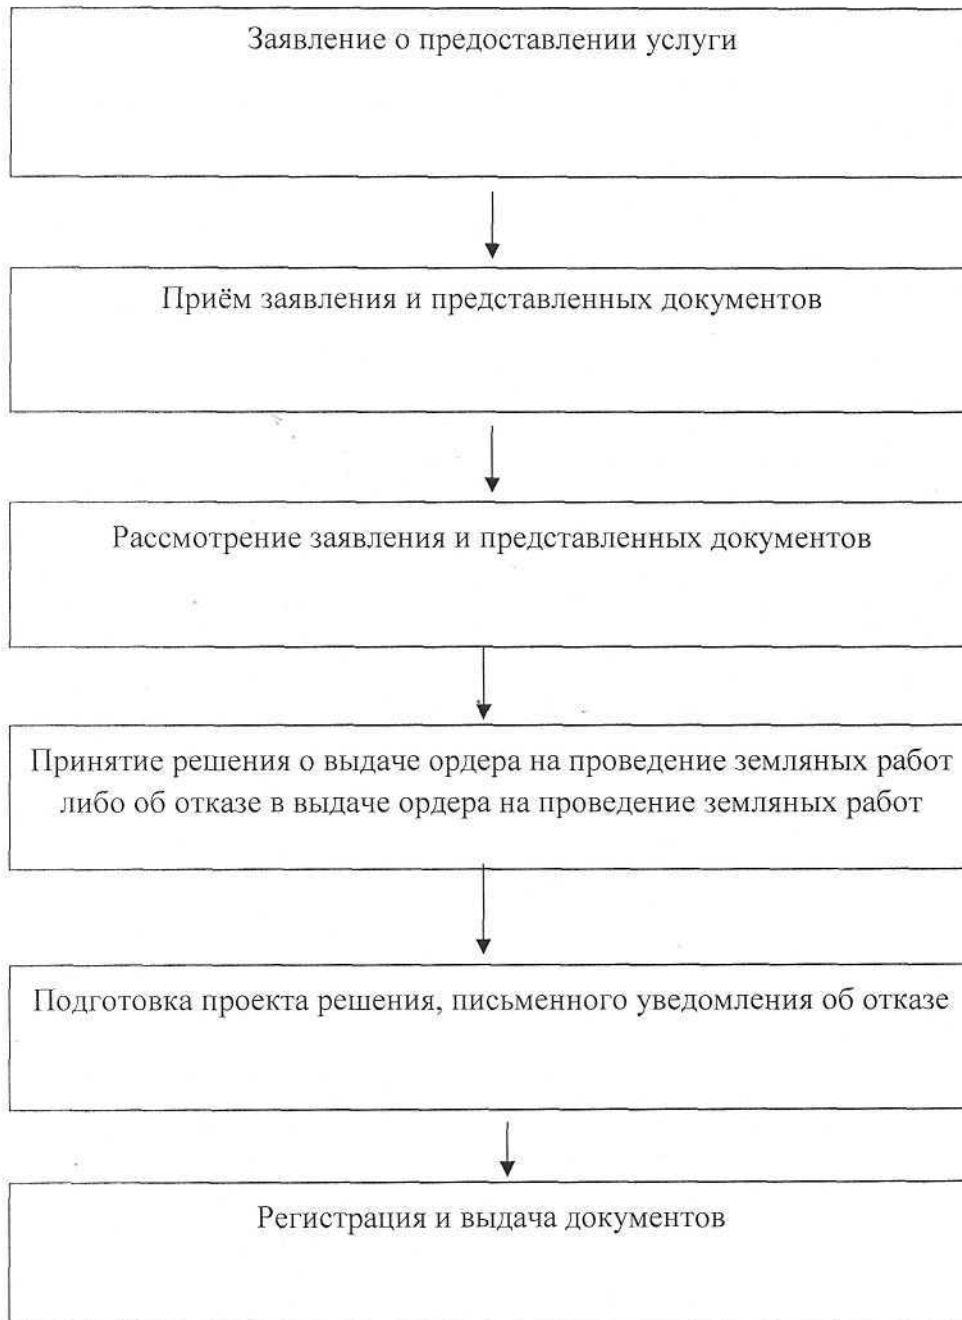 Заявление о предоставлении услуги
Приём заявления и представленных документов
Рассмотрение заявления и представленных документов
Принятие решения о выдаче ордера на проведение земляных работ
либо об отказе в выдаче ордера на проведение земляных работ
Подготовка проекта решения, письменного уведомления об отказе
Регистрация и выдача документов